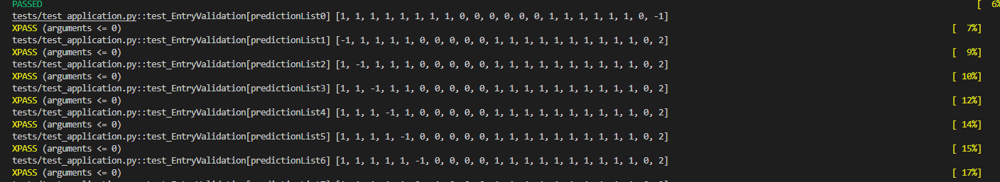 PASSED [ 6%
tests/test_application.py::test_EntryValidation[predictionList0] [1, 1, 1, 1, 1, 1, 1, 1, 0, 0, 0, 0, 0, 0, 1, 1, 1, 1, 1, 1, 0, -1]
XPASS (arguments <= 0) [ 7%]
tests/test_application.py::test_EntryValidation[predictionList1] [-1, 1, 1, 1, 1, 0, 0, 0, 0, 0, 1, 1, 1, 1, 1, 1, 1, 1, 1, 1, 0, 2]
XPASS (arguments <= 0) [ 9%]
tests/test_application.py::test_EntryValidation[predictionList2] [1, -1, 1, 1, 1, 0, 0, 0, 0, 0, 1, 1, 1, 1, 1, 1, 1, 1, 1, 1, 0, 2]
XPASS (arguments <= 0) [ 10%]
tests/test_application.py::test_EntryValidation[predictionList3] [1, 1, -1, 1, 1, 0, 0, 0, 0, 0, 1, 1, 1, 1, 1, 1, 1, 1, 1, 1, 0, 2]
XPASS (arguments <= 0) [ 12%]
tests/test_application.py::test_EntryValidation[predictionList4] [1, 1, 1, -1, 1, 0, 0, 0, 0, 0, 1, 1, 1, 1, 1, 1, 1, 1, 1, 1, 0, 2]
XPASS (arguments <= 0) [ 14%]
tests/test_application.py::test_EntryValidation[predictionList5] [1, 1, 1, 1, -1, 0, 0, 0, 0, 0, 1, 1, 1, 1, 1, 1, 1, 1, 1, 1, 0, 2]
XPASS (arguments <= 0) [ 15%]
tests/test_application.py::test_EntryValidation[predictionList6] [1, 1, 1, 1, 1, -1, 0, 0, 0, 0, 1, 1, 1, 1, 1, 1, 1, 1, 1, 1, 0, 2]
XPASS (arguments <= 0) [ 17%]